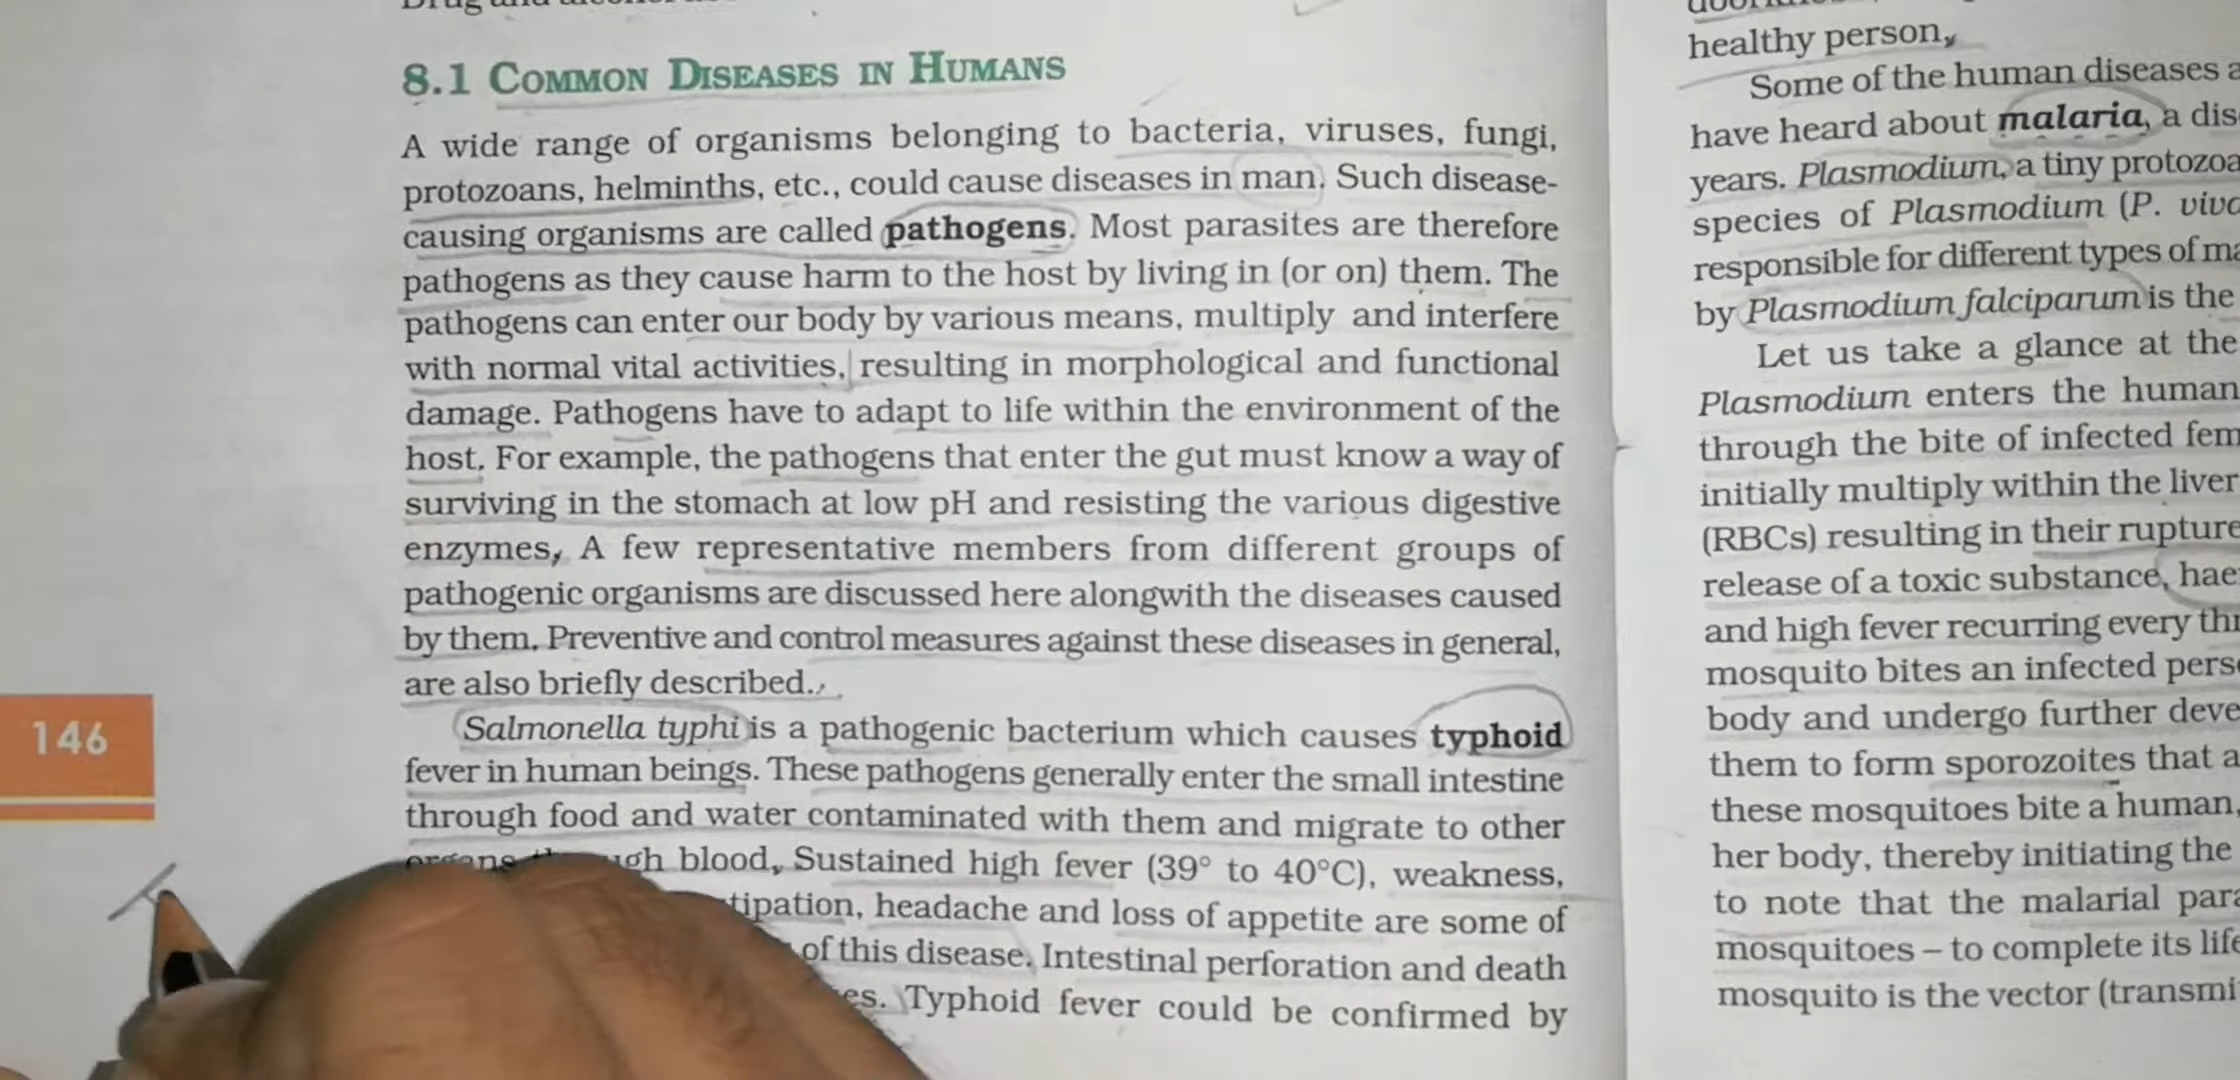 8.1 COMMON DISEASES IN HUMANS
A wide range of organisms belonging to bacteria, viruses, fungi,
protozoans, helminths, etc., could cause diseases in man. Such disease-
causing organisms are called pathogens. Most parasites are therefore
pathogens as they cause harm to the host by living in (or on) them. The
pathogens can enter our body by various means, multiply and interfere
with normal vital activities, resulting in morphological and functional
damage. Pathogens have to adapt to life within the environment of the
host. For example, the pathogens that enter the gut must know a way of
surviving in the stomach at low pH and resisting the various digestive
enzymes. A few representative members from different groups of
pathogenic organisms are discussed here alongwith the diseases caused
by them. Preventive and control measures against these diseases in general,
are also briefly described.
146
Salmonella typhi is a pathogenic bacterium which causes typhoid
fever in human beings. These pathogens generally enter the small intestine
through food and water contaminated with them and migrate to other
blood. Sustained high fever (39° to 40°C), weakness,
headache and loss of appetite are some of
of this disease. Intestinal perforation and death
Typhoid fever could be confirmed by
healthy person.
Some of the human diseases
have heard about malaria, a
years. Plasmodium, a tiny
species of Plasmodium (P.
responsible for different types of
by Plasmodium falciparum is the
Let us take a glance at the
Plasmodium enters the human
through the bite of infected
initially multiply within the liver
(RBCs) resulting in their rupture
release of a toxic substance,
and high fever recurring every
mosquito bites an infected
body and undergo further
them to form sporozoites that
these mosquitoes bite a human,
her body, thereby initiating the
to note that the malarial
mosquitoes – to complete its
mosquito is the vector